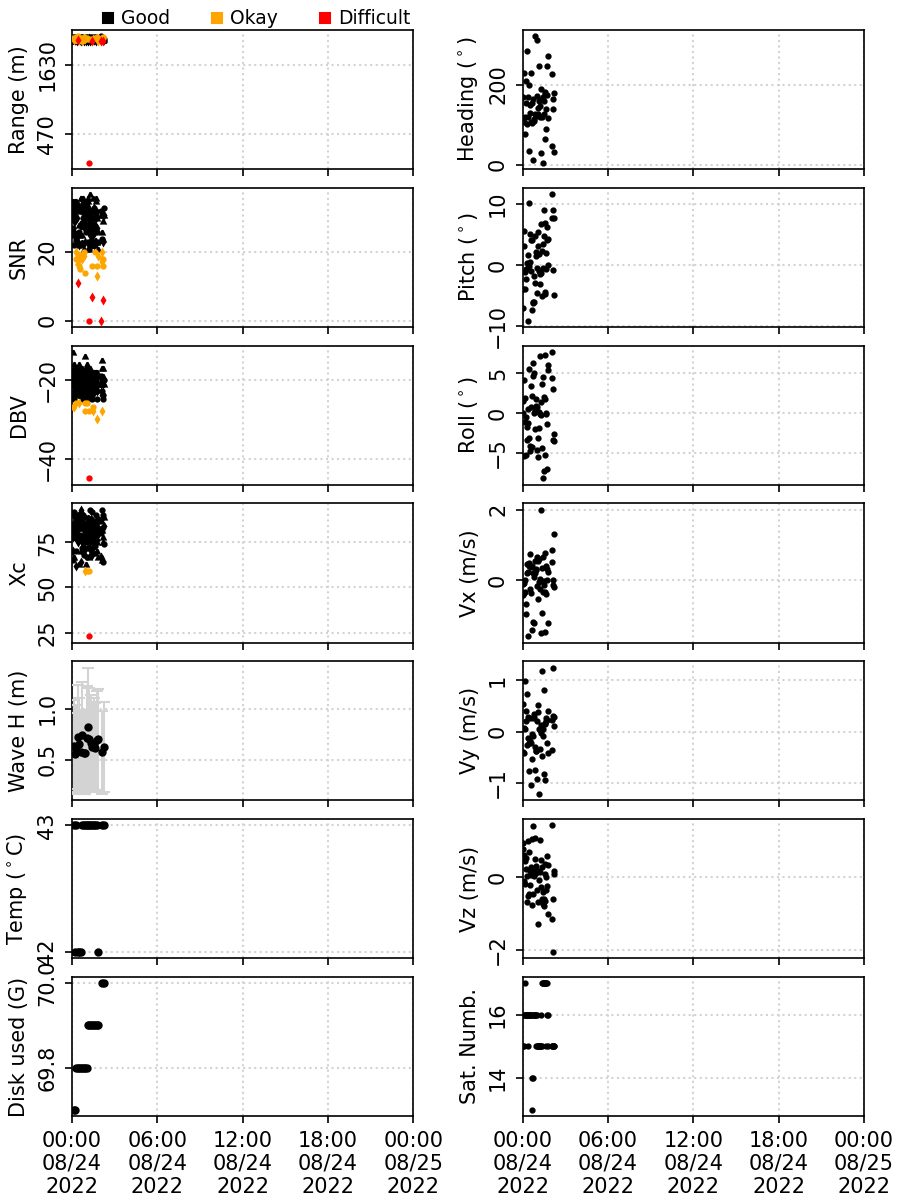 Good Okay Difficult
Range (m)
1630
470
Heading (°)
200
0
SNR
20
0
Pitch (°)
10
0
−10
DBV
−20
−40
Roll (°)
5
0
−5
Xc
75
50
25
Vx (m/s)
2
0
Wave H (m)
1.0
0.5
Vy (m/s)
1
0
−1
Temp (°C)
43
42
Vz (m/s)
0
−2
Disk used (G)
70.0
69.8
Sat. Numb.
16
14
00:00 06:00 12:00 18:00 00:00
08/24 08/24 08/24 08/24 08/25
2022 2022 2022 2022 2022
00:00 06:00 12:00 18:00 00:00
08/24 08/24 08/24 08/24 08/25
2022 2022 2022 2022 2022